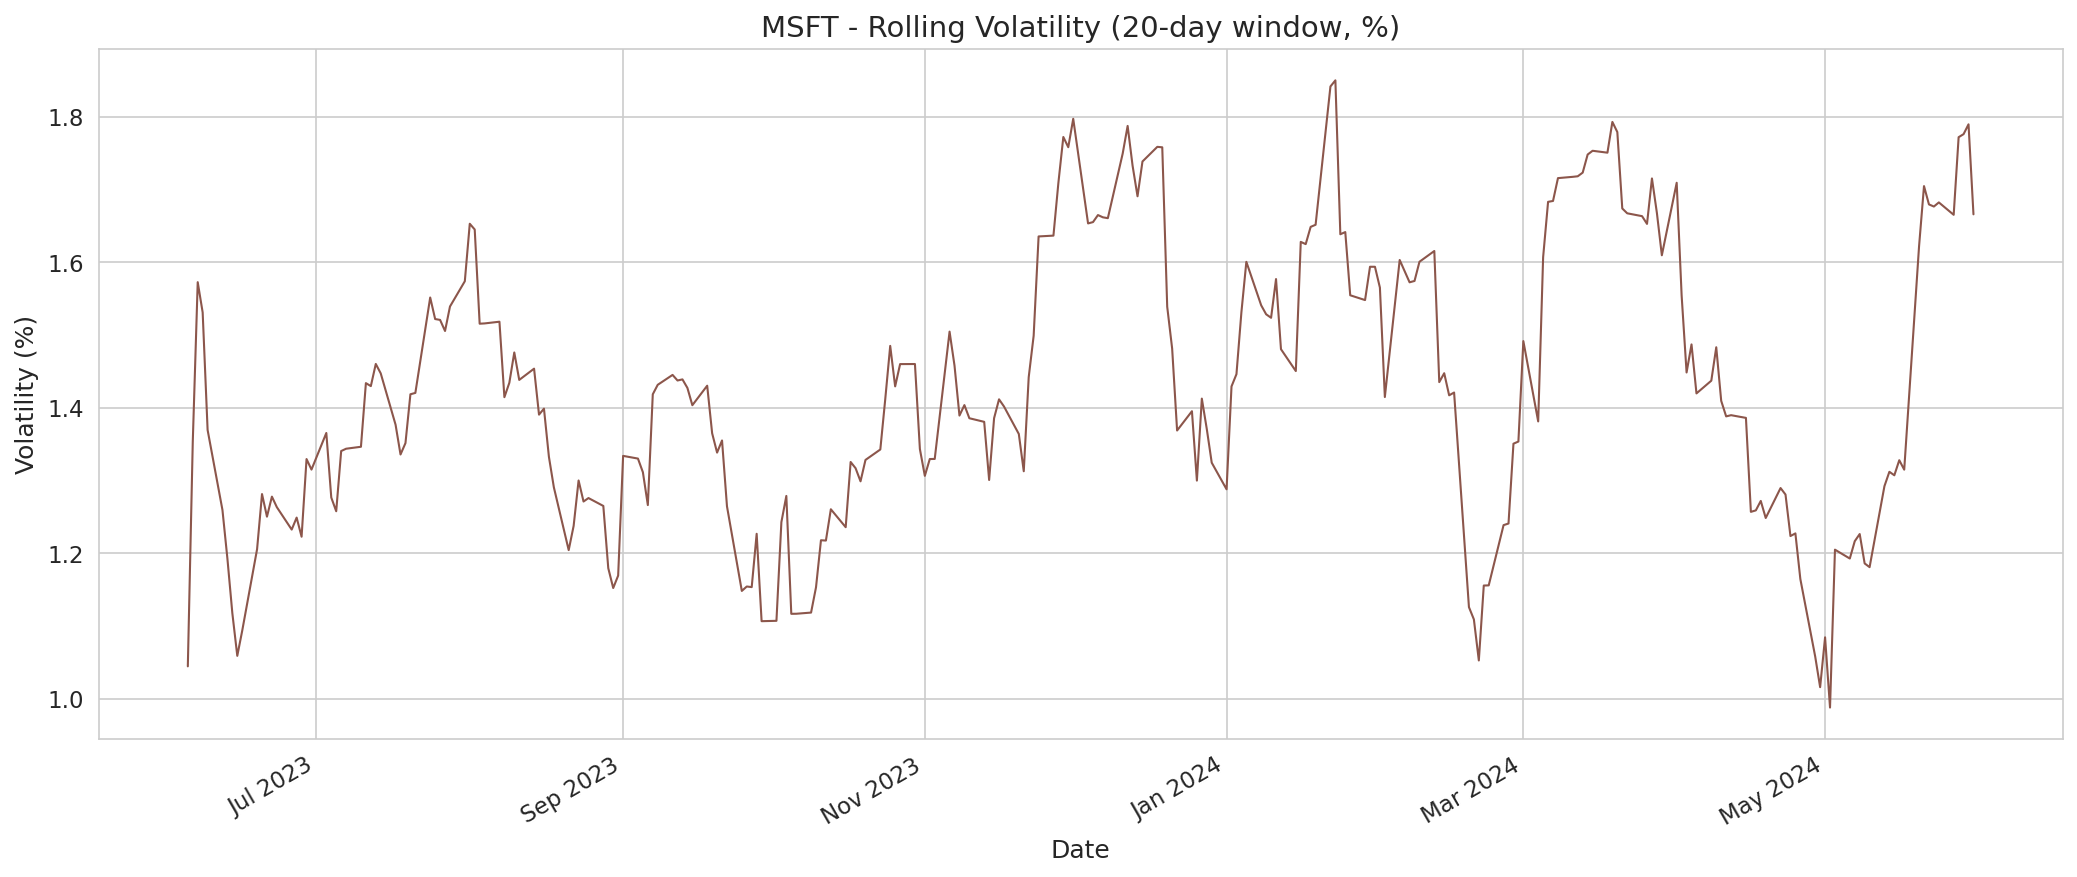 MSFT - Rolling Volatility (20-day window, %)
Volatility (%)
1.8
1.6
1.4
1.2
1.0
Jul 2023
Sep 2023
Nov 2023
Jan 2024
Mar 2024
May 2024
Date